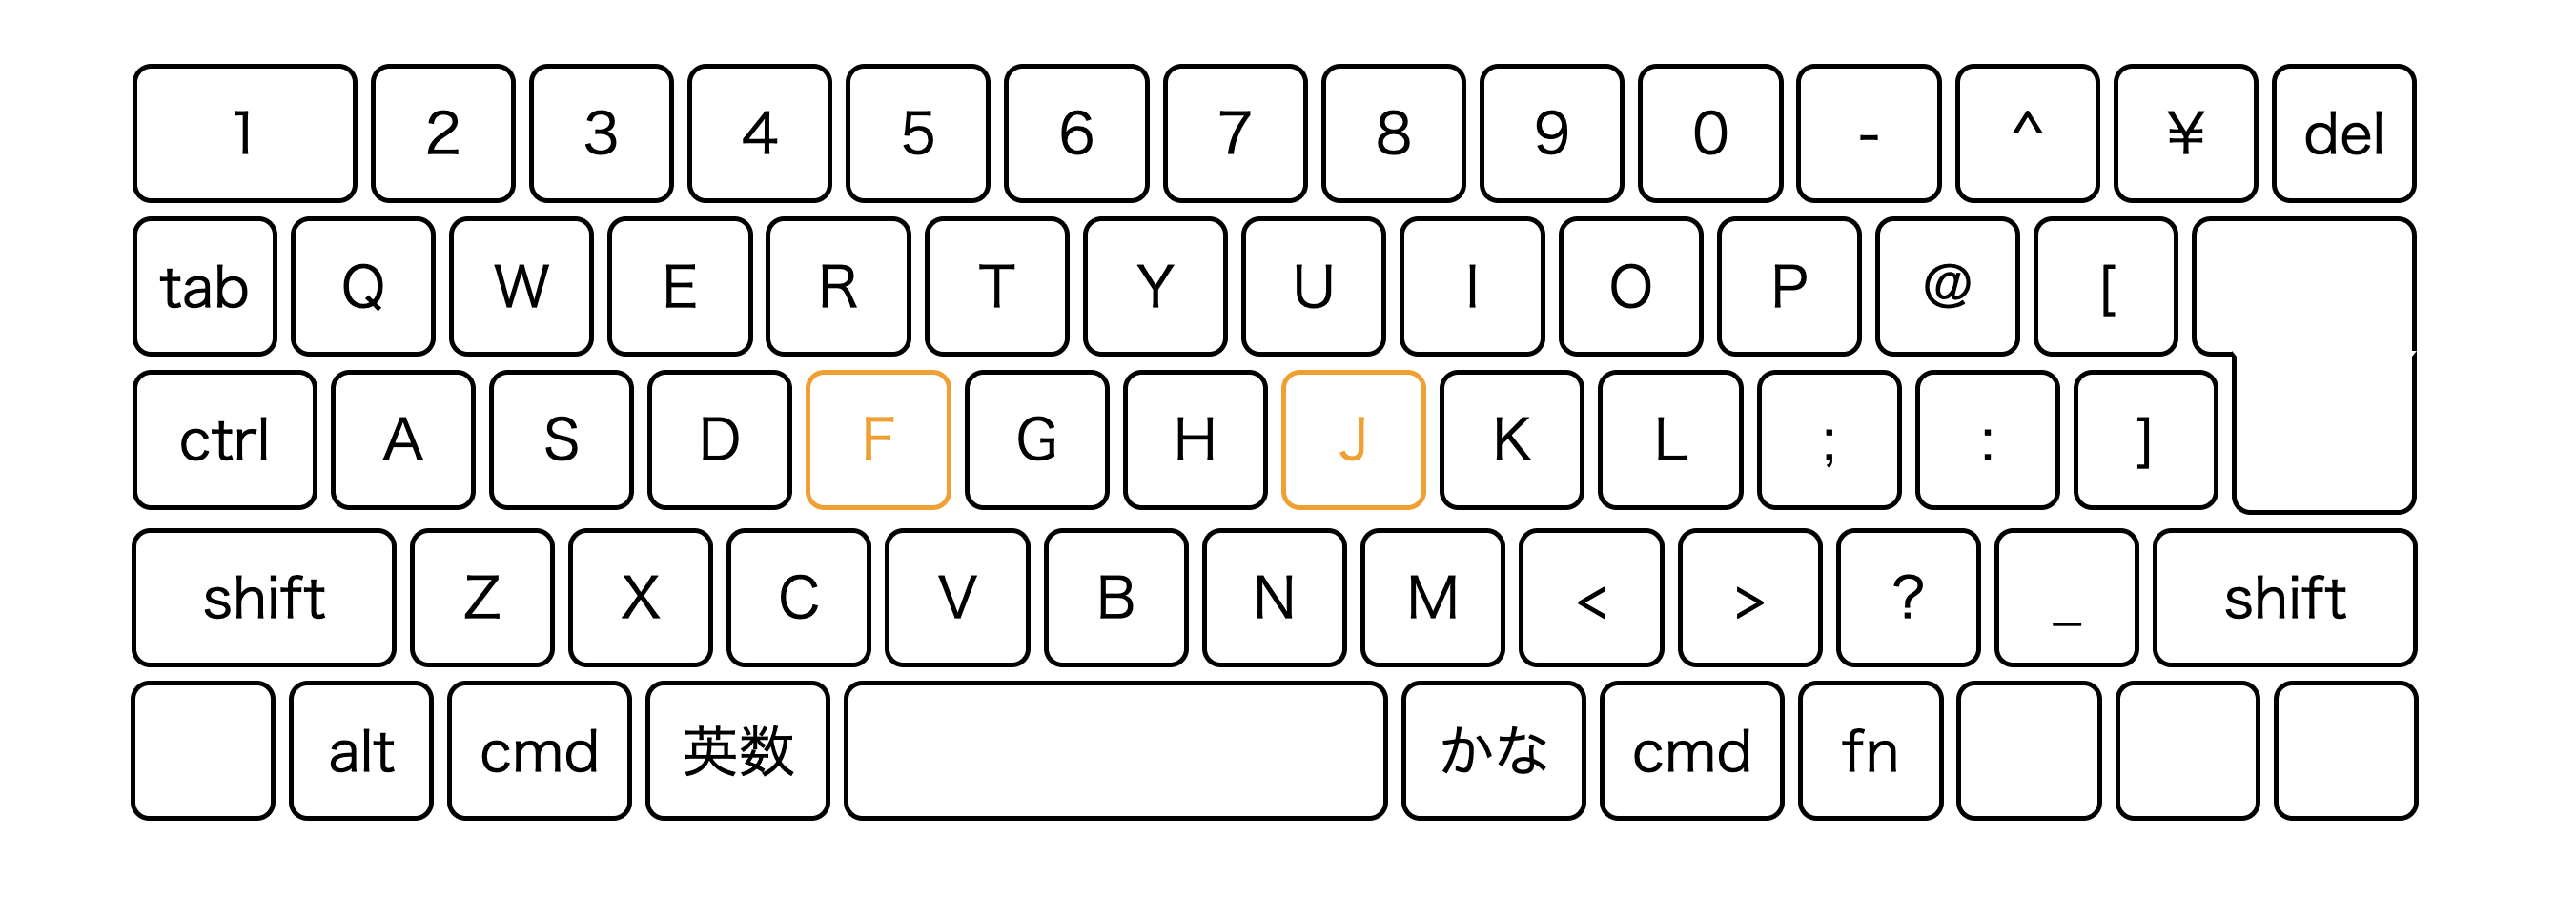 1 2 3 4 5 6 7 8 9 0 - ^ ¥ del
tab Q W E R T Y U I O P @ [
ctrl A S D F G H J K L ; : ]
shift Z X C V B N M < > ? _ shift
alt cmd 英数 かな cmd fn